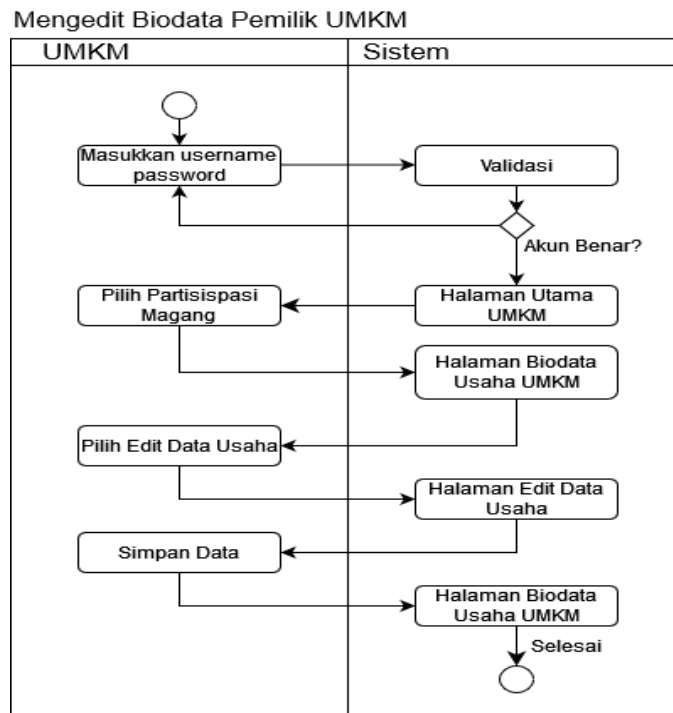 Mengedit Biodata Pemilik UMKM
UMKM
Sistem
Masukkan username
password
Validasi
Akun Benar?
Halaman Utama
UMKM
Pilih Partisispasi
Magang
Halaman Biodata
Usaha UMKM
Pilih Edit Data Usaha
Halaman Edit Data
Usaha
Simpan Data
Halaman Biodata
Usaha UMKM
Selesai